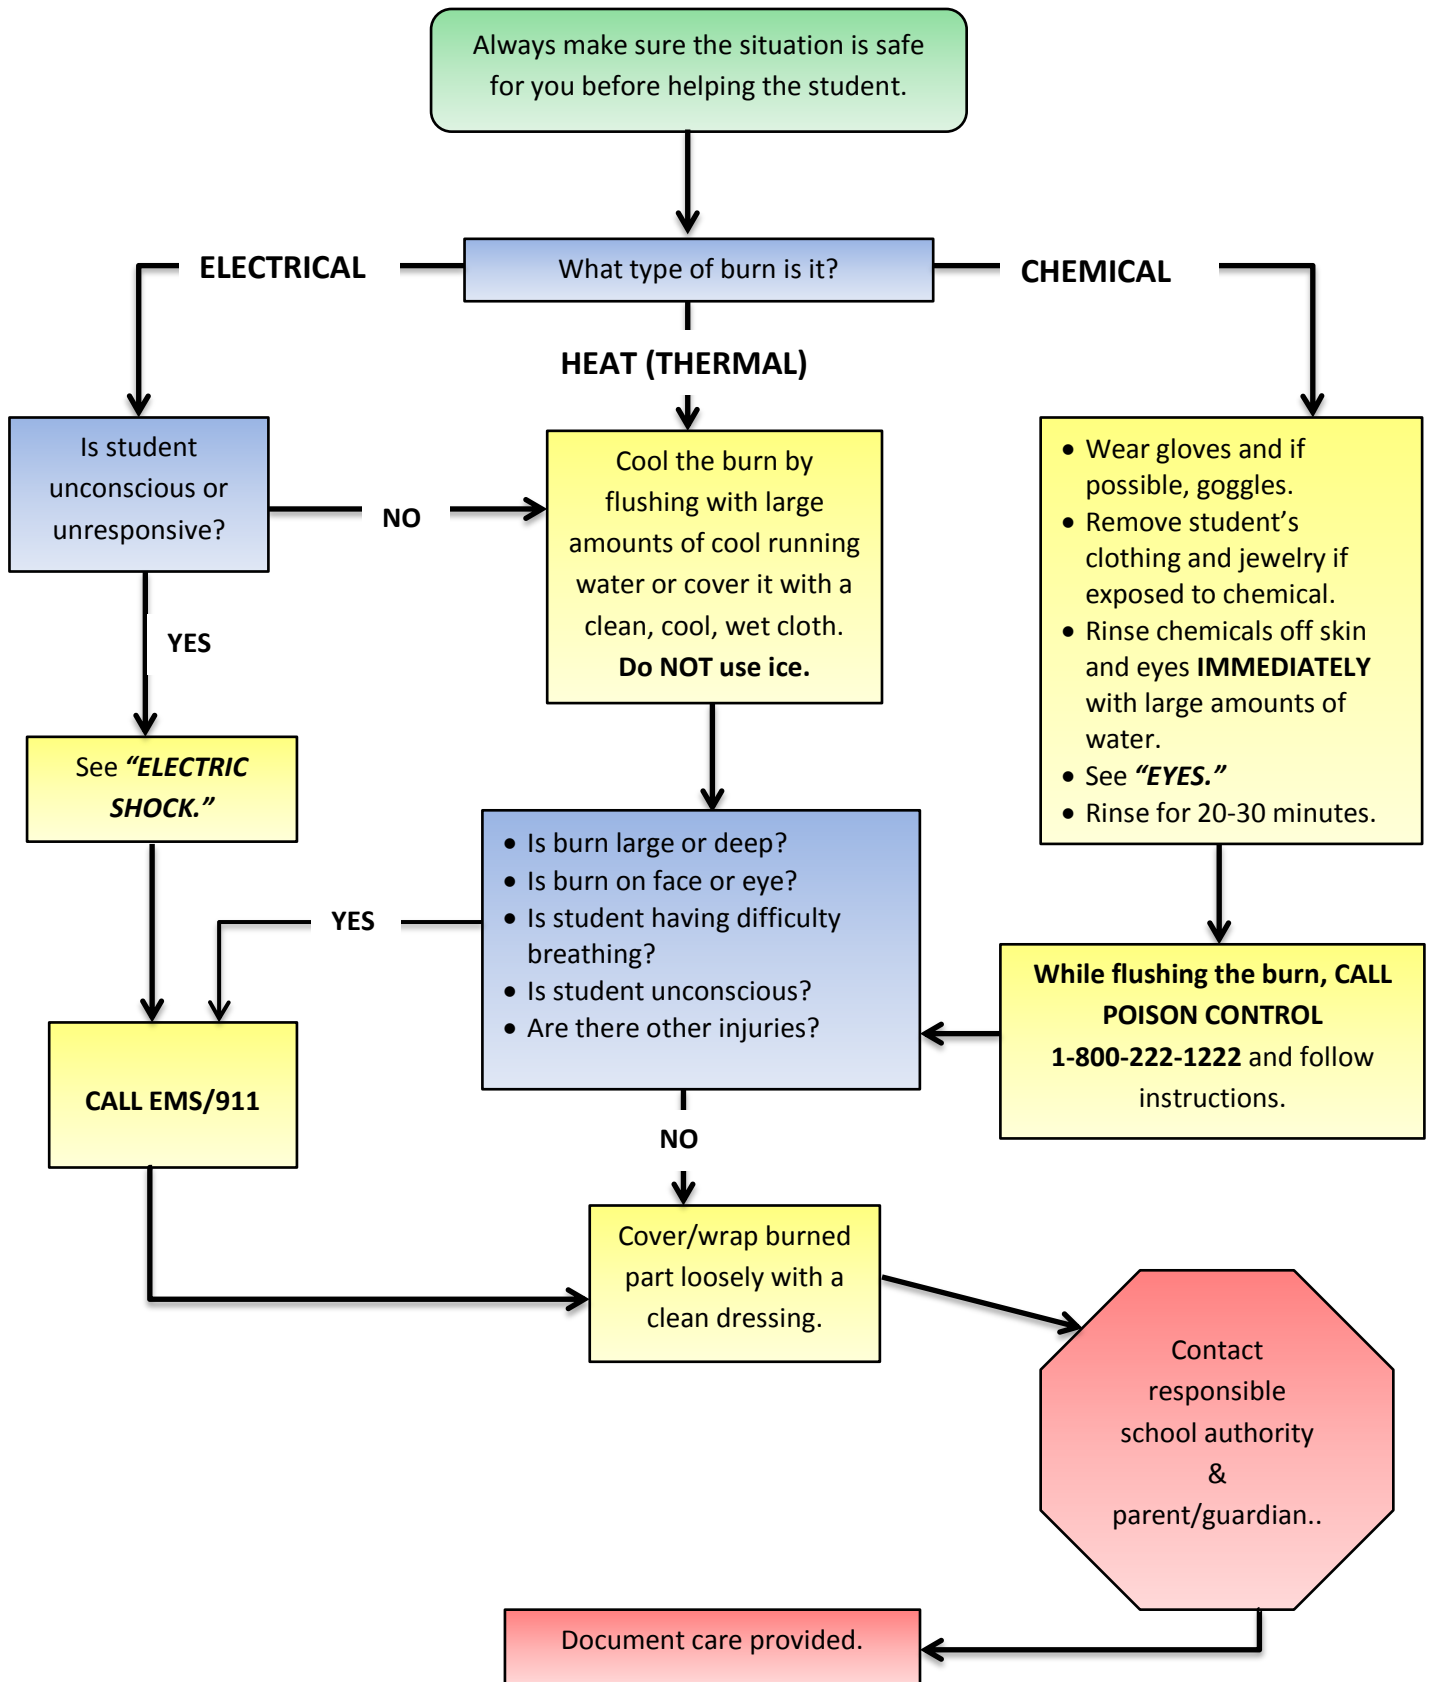 Always make sure the situation is safe
for you before helping the student.
ELECTRICAL
What type of burn is it?
CHEMICAL
HEAT (THERMAL)
Is student
unconscious or
unresponsive?
NO
Cool the burn by
flushing with large
amounts of cool running
water or cover it with a
clean, cool, wet cloth.
Do NOT use ice.
• Wear gloves and if
possible, goggles.
• Remove student’s
clothing and jewelry if
exposed to chemical.
• Rinse chemicals off skin
and eyes IMMEDIATELY
with large amounts of
water.
• See “EYES.”
• Rinse for 20-30 minutes.
YES
See “ELECTRIC
SHOCK.”
• Is burn large or deep?
• Is burn on face or eye?
• Is student having difficulty
breathing?
• Is student unconscious?
• Are there other injuries?
YES
While flushing the burn, CALL
POISON CONTROL
1-800-222-1222 and follow
instructions.
CALL EMS/911
NO
Cover/wrap burned
part loosely with a
clean dressing.
Contact
responsible
school authority
&
parent/guardian..
Document care provided.